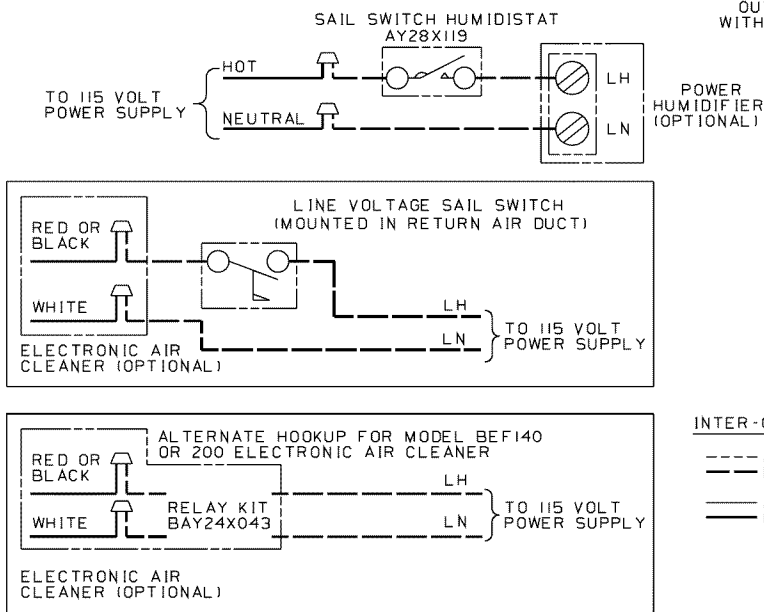 SAIL SWITCH HUMIDISTAT
AY28X119
OU
WITH
HOT
LH
TO 115 VOLT
POWER SUPPLY
NEUTRAL
LN
POWER
HUMIDIFIER
(OPTIONAL)
LINE VOLTAGE SAIL SWITCH
(MOUNTED IN RETURN AIR DUCT)
RED OR
BLACK
WHITE
LH
LN
TO 115 VOLT
POWER SUPPLY
ELECTRONIC AIR
CLEANER (OPTIONAL)
ALTERNATE HOOKUP FOR MODEL BEF140
OR 200 ELECTRONIC AIR CLEANER
RED OR
BLACK
WHITE
RELAY KIT
BAY24X043
LH
LN
TO 115 VOLT
POWER SUPPLY
ELECTRONIC AIR
CLEANER (OPTIONAL)
INTER-